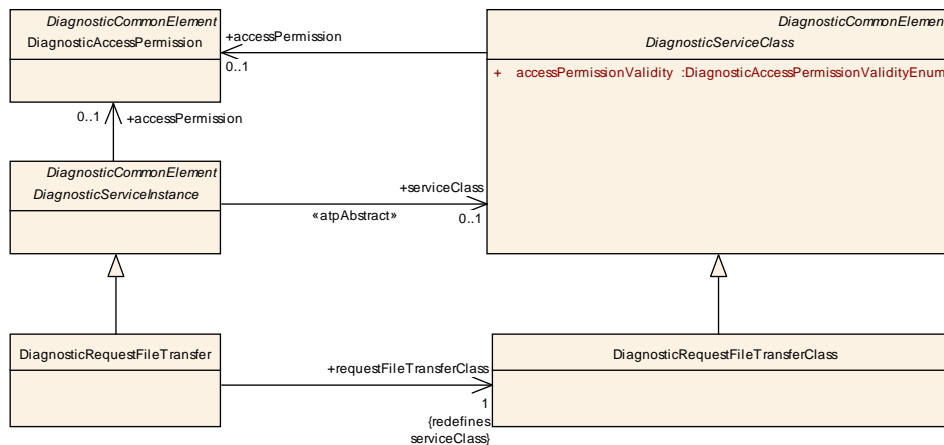 DiagnosticCommonElement
DiagnosticAccessPermission
+accessPermission
0..1
DiagnosticCommonElement
DiagnosticServiceClass
+ accessPermissionValidity :DiagnosticAccessPermissionValidityEnum
0..1
+accessPermission
DiagnosticCommonElement
DiagnosticServiceInstance
+serviceClass
«atpAbstract»
0..1
DiagnosticRequestFileTransfer
+requestFileTransferClass
1
{redefines
serviceClass}
DiagnosticRequestFileTransferClass